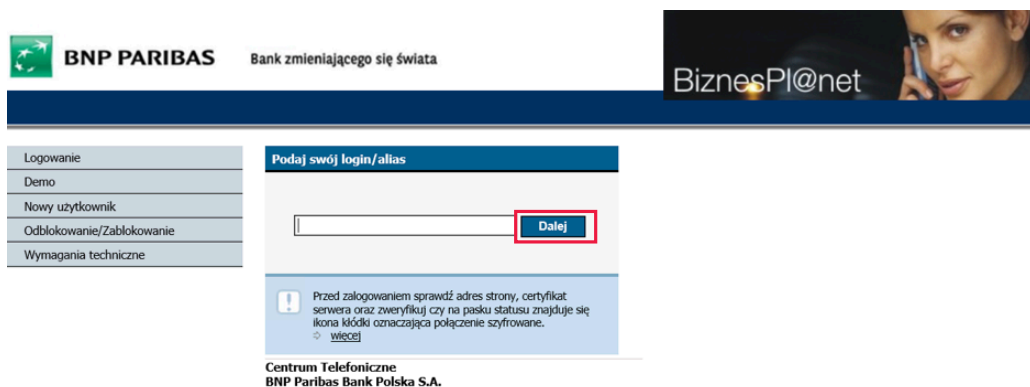 BNP PARIBAS
Bank zmieniającego się świata
BiznesPl@net
Logowanie
Demo
Nowy użytkownik
Odblokowanie/Zablokowanie
Wymagania techniczne
Podaj swój login/alias
Dalej
Przed zalogowaniem sprawdź adres strony, certyfikat
serwera oraz zweryfikuj czy na pasku statusu znajduje się
ikona kłódki oznaczająca połączenie szyfrowane.
więcej
Centrum Telefoniczne
BNP Paribas Bank Polska S.A.